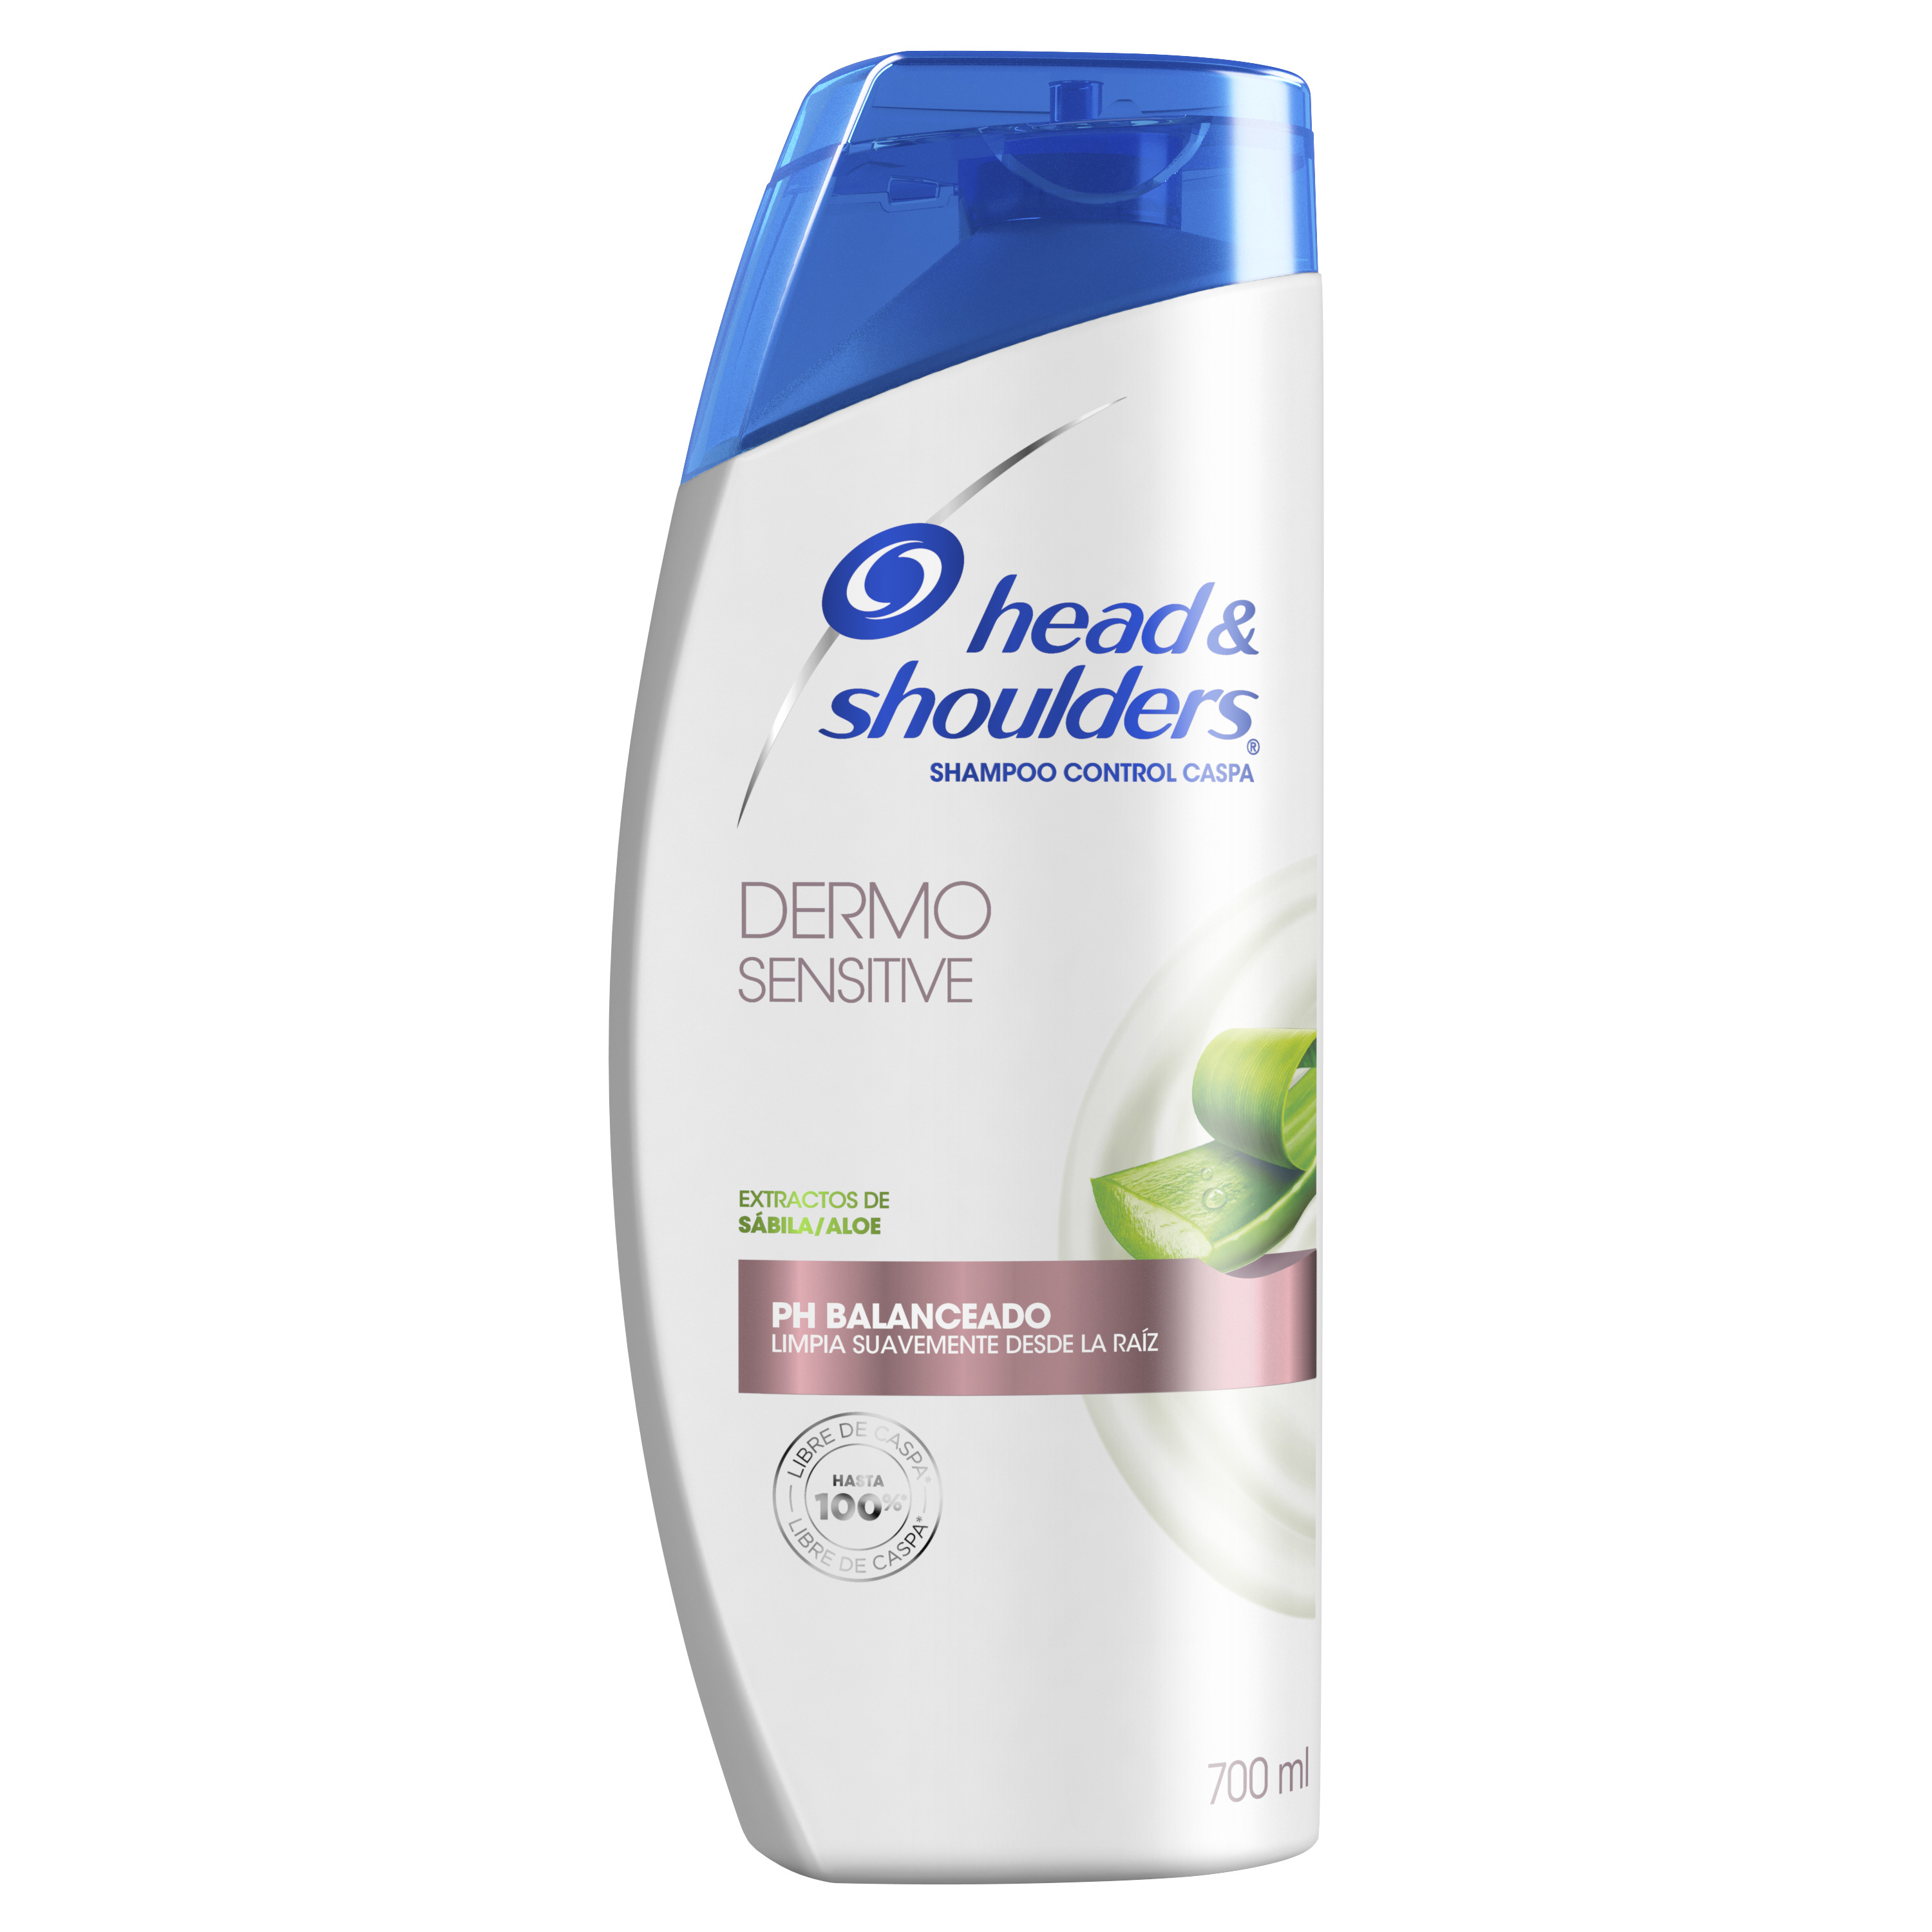 head &
shoulders®
SHAMPOO CONTROL CASPA
DERMO
SENSITIVE
EXTRACTOS DE
SÁBILA/ALOE
PH BALANCEADO
LIMPIA SUAVEMENTE DESDE LA RAÍZ
LIBRE DE CASPA*
HASTA
100%*
LIBRE DE CASPA*
700 ml